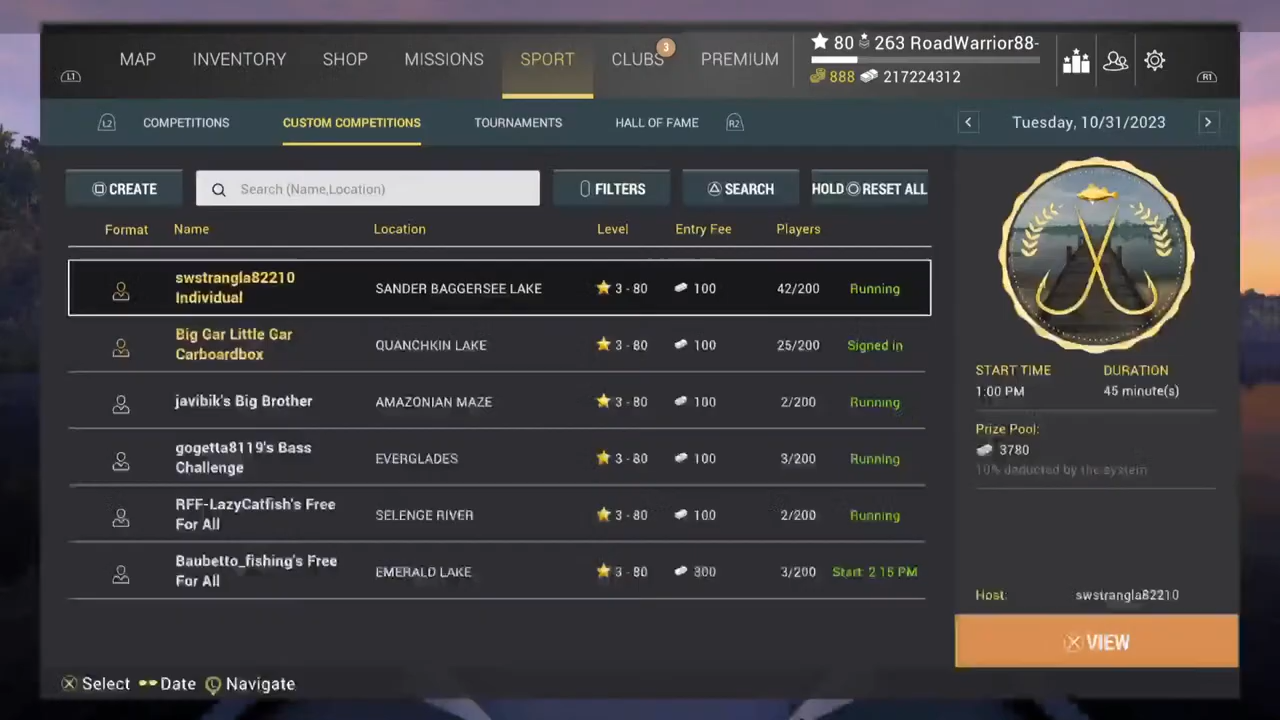 L1 MAP INVENTORY SHOP MISSIONS SPORT CLUBS 3 PREMIUM 80 263 RoadWarrior88- R1
888 217224312
L2 COMPETITIONS CUSTOM COMPETITIONS TOURNAMENTS HALL OF FAME R2 < Tuesday, 10/31/2023 >
CREATE Search (Name,Location) FILTERS SEARCH HOLD RESET ALL
Format Name Location Level Entry Fee Players
swstrangla82210
Individual
SANDER BAGGERSEE LAKE 3 - 80 100 42/200 Running
Big Gar Little Gar
Carboardbox
QUANCHKIN LAKE 3 - 80 100 25/200 Signed in
javibik's Big Brother AMAZONIAN MAZE 3 - 80 100 2/200 Running
gogetta8119's Bass
Challenge
EVERGLADES 3 - 80 100 3/200 Running
RFF-LazyCatfish's Free
For All
SELENGE RIVER 3 - 80 100 2/200 Running
Baubetto_fishing's Free
For All
EMERALD LAKE 3 - 80 300 3/200 Start: 2:15 PM
START TIME DURATION
1:00 PM 45 minute(s)
Prize Pool:
3780
10% deducted by the system
Host: swstrangla82210
VIEW
Select Date L Navigate